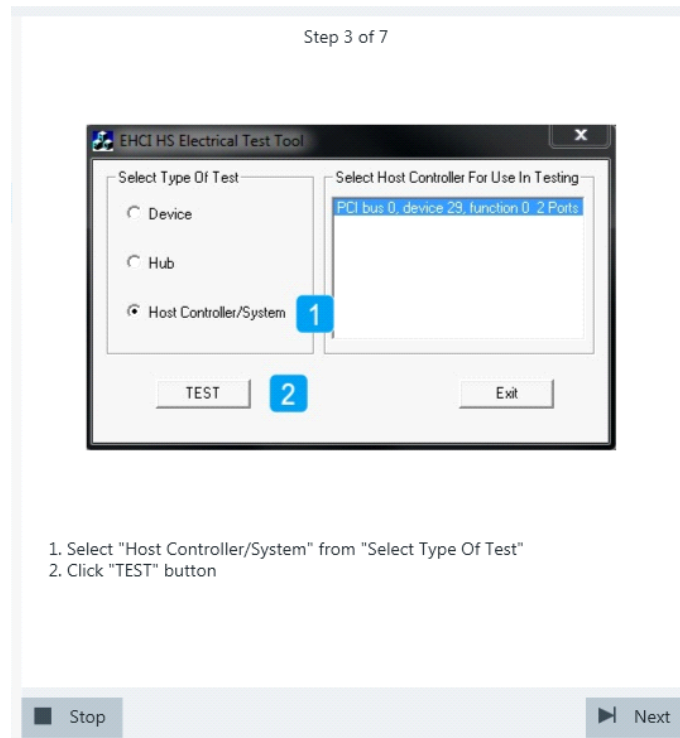 Step 3 of 7
EHCI HS Electrical Test Tool
x
Select Type Of Test
Device
Hub
Host Controller/System
1
Select Host Controller For Use In Testing
PCI bus 0, device 29, function 0 2 Ports
TEST
2
Exit
1. Select "Host Controller/System" from "Select Type Of Test"
2. Click "TEST" button
Stop
Next